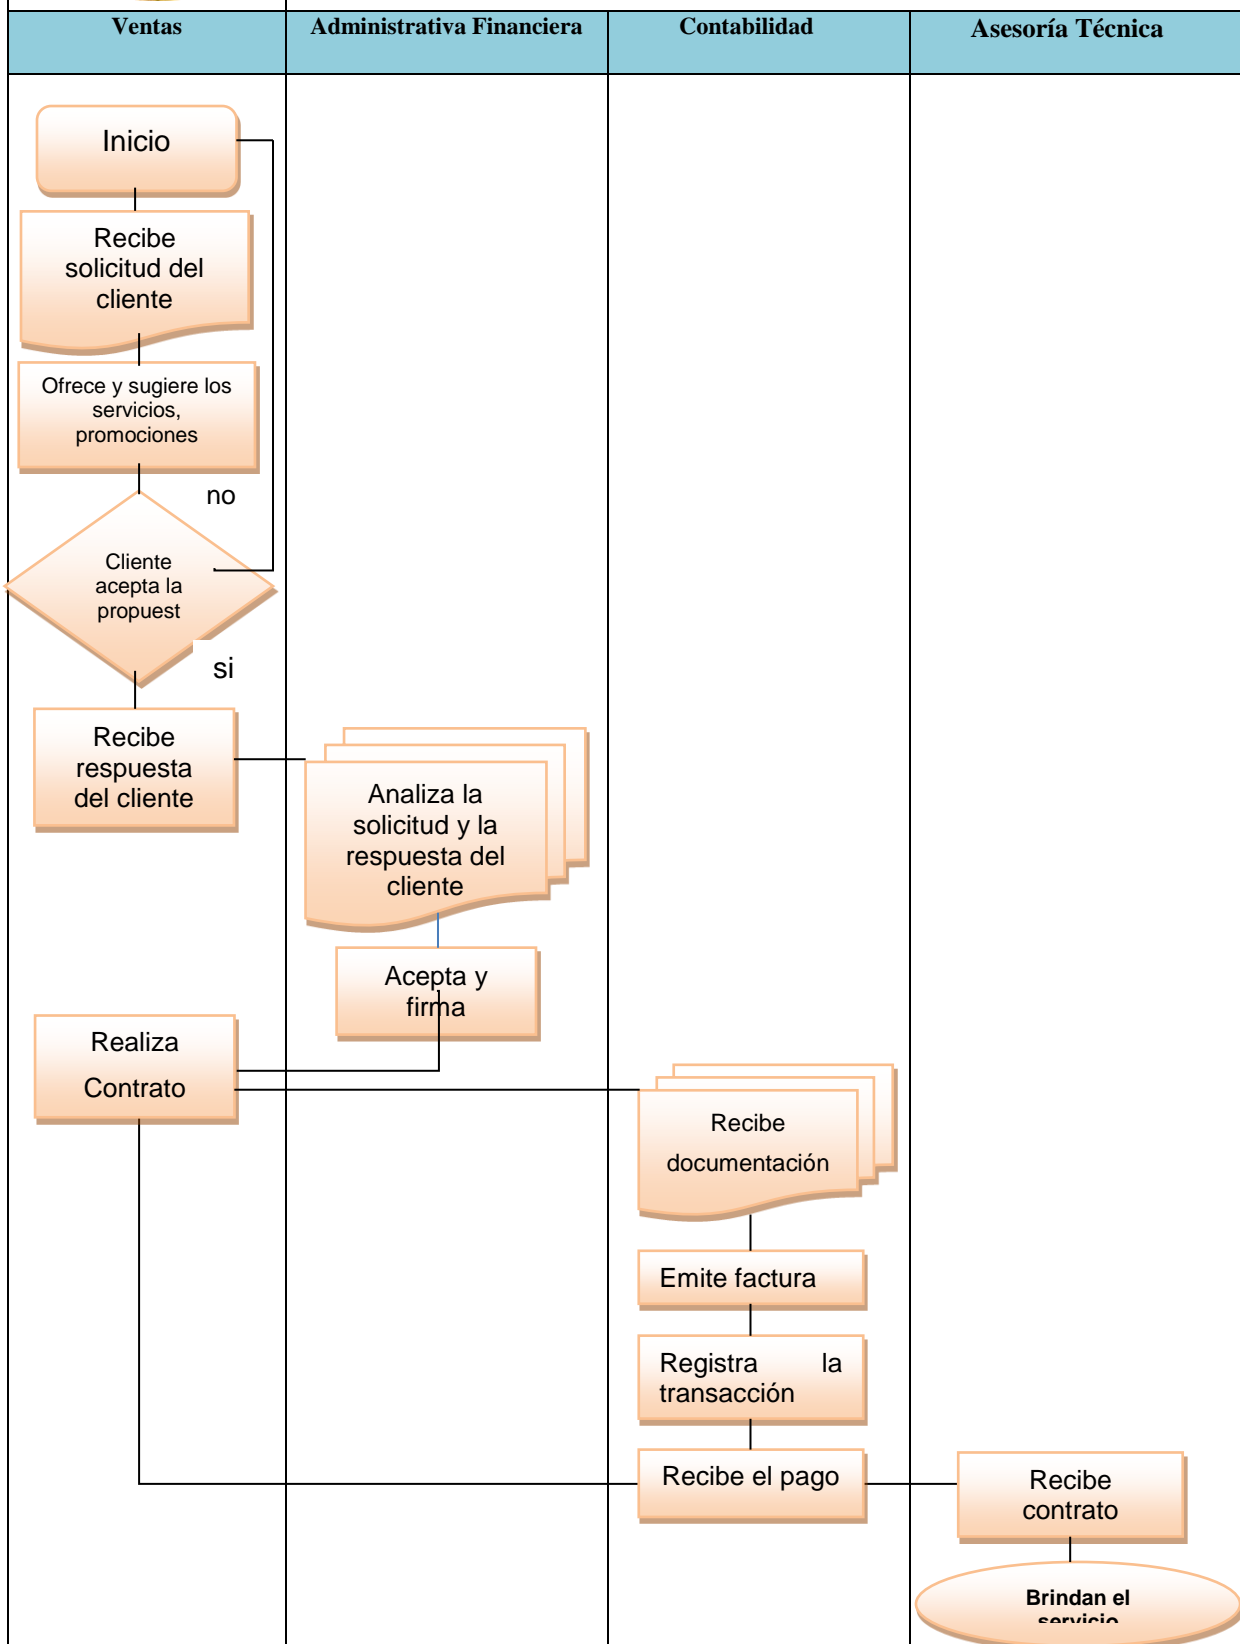 Ventas
Administrativa Financiera
Contabilidad
Asesoría Técnica
Inicio
Recibe
solicitud del
cliente
Ofrece y sugiere los
servicios,
promociones
no
Cliente
acepta la
propuest
si
Recibe
respuesta
del cliente
Analiza la
solicitud y la
respuesta del
cliente
Acepta y
firma
Realiza
Contrato
Recibe
documentación
Emite factura
Registra la
transacción
Recibe el pago
Recibe
contrato
Brindan el
servicio